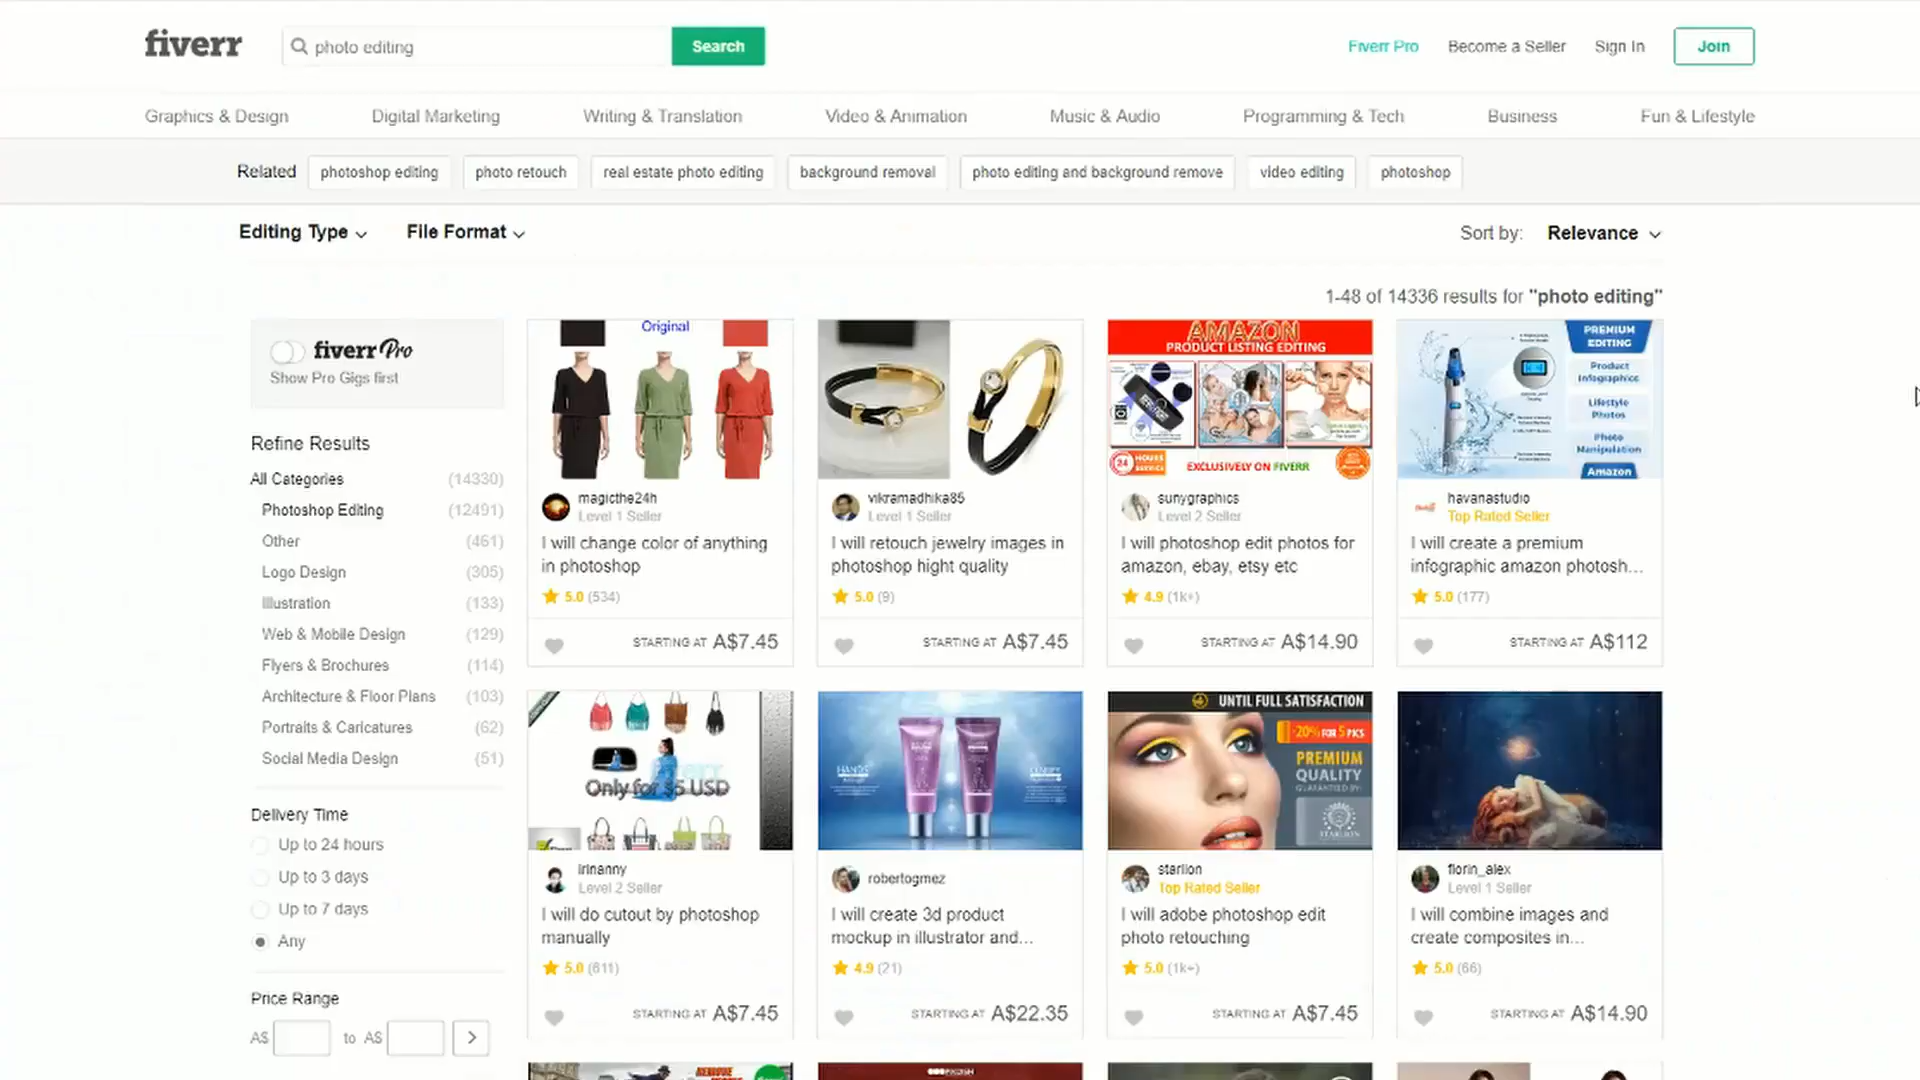 fiverr
photo editing
Search
Fiverr Pro
Become a Seller
Sign In
Join
Graphics & Design
Digital Marketing
Writing & Translation
Video & Animation
Music & Audio
Programming & Tech
Business
Fun & Lifestyle
Related
photoshop editing
photo retouch
real estate photo editing
background removal
photo editing and background remove
video editing
photoshop
Editing Type
File Format
Sort by: Relevance
1-48 of 14336 results for "photo editing"
fiverr Pro
Show Pro Gigs first
Refine Results
All Categories (14330)
Photoshop Editing (12491)
Other (461)
Logo Design (305)
Illustration (133)
Web & Mobile Design (129)
Flyers & Brochures (114)
Architecture & Floor Plans (103)
Portraits & Caricatures (62)
Social Media Design (51)
Delivery Time
Up to 24 hours
Up to 3 days
Up to 7 days
Any
Price Range
A$ to A$
Original
magicthe24h
Level 1 Seller
I will change color of anything
in photoshop
5.0 (534)
STARTING AT A$7.45
vikramadhika85
Level 1 Seller
I will retouch jewelry images in
photoshop hight quality
5.0 (9)
STARTING AT A$7.45
AMAZON
PRODUCT LISTING EDITING
24 HOURS
SERVICE
EXCLUSIVELY ON FIVERR
sunygraphics
Level 2 Seller
I will photoshop edit photos for
amazon, ebay, etsy etc
4.9 (1k+)
STARTING AT A$14.90
PREMIUM
EDITING
Product
Infographics
Lifestyle
Photos
Photo
Manipulation
Amazon
havanastudio
Top Rated Seller
I will create a premium
infographic amazon photosh...
5.0 (177)
STARTING AT A$112
Only for $5 USD
irinanny
Level 2 Seller
I will do cutout by photoshop
manually
5.0 (611)
STARTING AT A$7.45
robertogmez
I will create 3d product
mockup in illustrator and...
4.9 (21)
STARTING AT A$22.35
UNTIL FULL SATISFACTION
-20% FOR 5 PICS
PREMIUM
QUALITY
GUARANTEED BY:
STARLION
starlion
Top Rated Seller
I will adobe photoshop edit
photo retouching
5.0 (1k+)
STARTING AT A$7.45
florin_alex
Level 1 Seller
I will combine images and
create composites in...
5.0 (66)
STARTING AT A$14.90
REMOVE